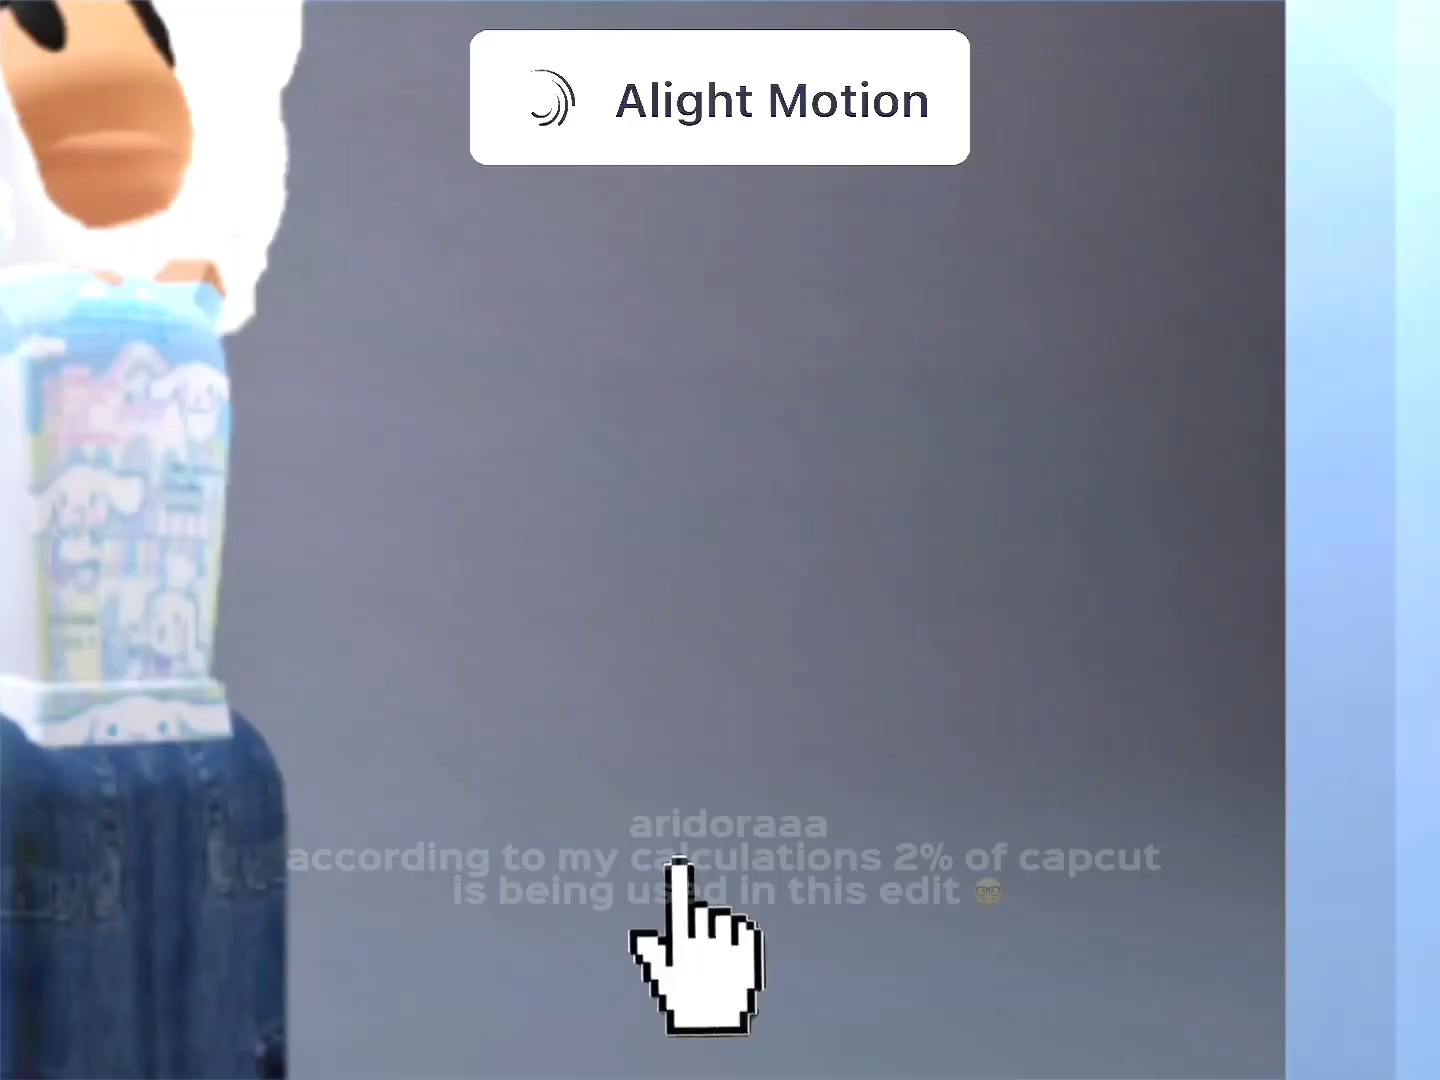 Alight Motion
aridoraaa
according to my calculations 2% of capcut
is being used in this edit 🤓